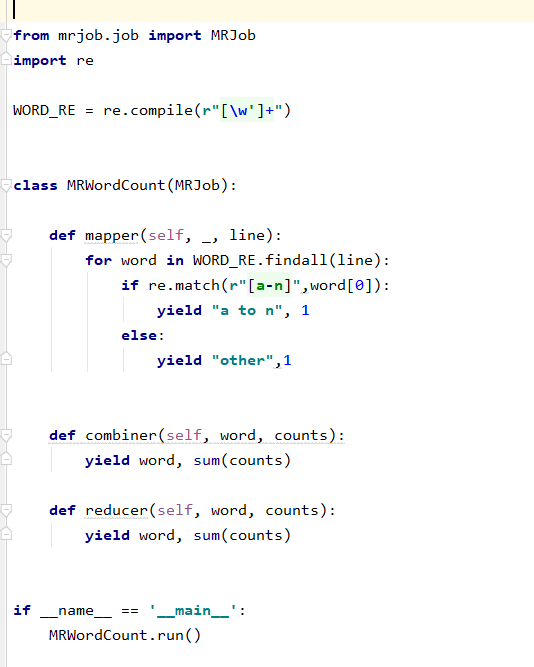 from mrjob.job import MRJob
import re
WORD_RE = re.compile(r"[\w']+")
class MRWordCount(MRJob):
def mapper(self, _, line):
for word in WORD_RE.findall(line):
if re.match(r"[a-n]",word[0]):
yield "a to n", 1
else:
yield "other",1
def combiner(self, word, counts):
yield word, sum(counts)
def reducer(self, word, counts):
yield word, sum(counts)
if __name__ == '__main__':
MRWordCount.run()